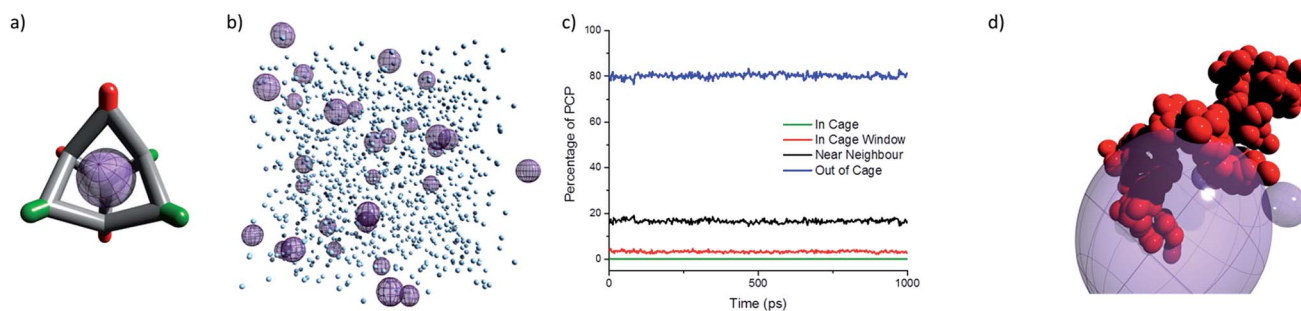 a)
b)
c)
d)
Percentage of PCP
100
80
60
40
20
0
In Cage
In Cage Window
Near Neighbour
Out of Cage
0
500
1000
Time (ps)